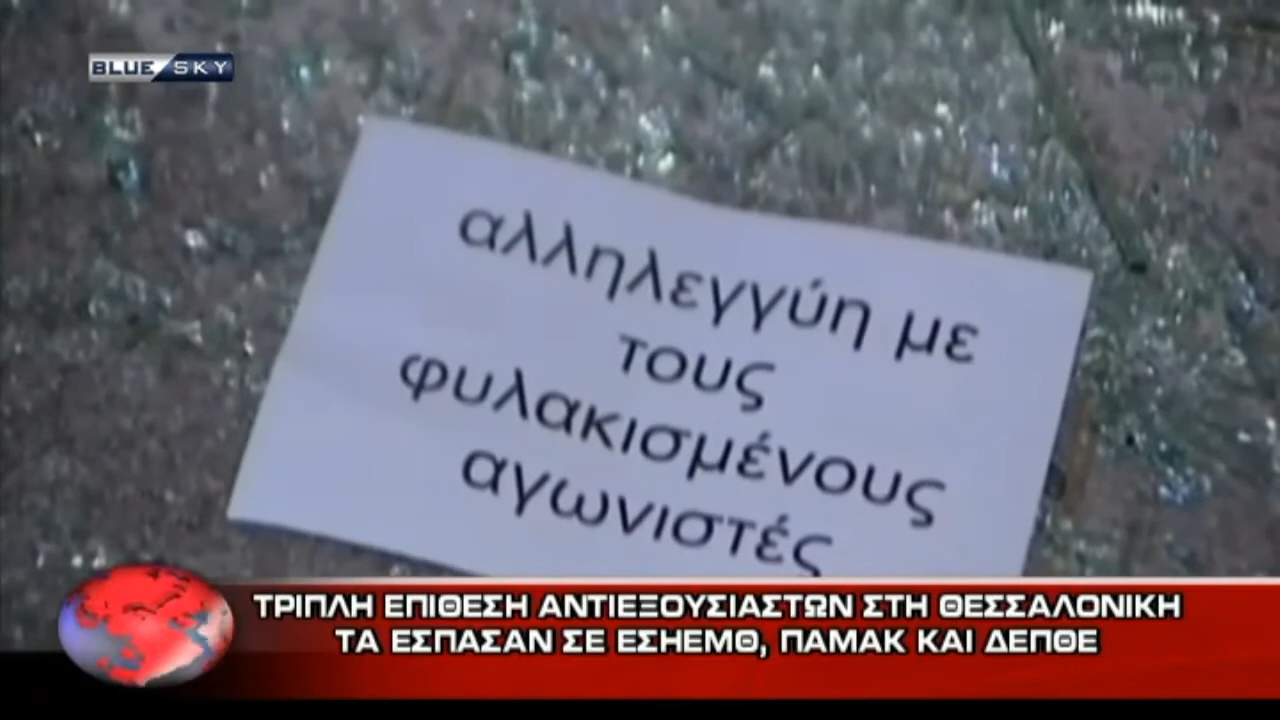 BLUE SKY
αλληλεγγύη με
τους
φυλακισμένους
αγωνιστές
ΤΡΙΠΛΗ ΕΠΙΘΕΣΗ ΑΝΤΙΕΞΟΥΣΙΑΣΤΩΝ ΣΤΗ ΘΕΣΣΑΛΟΝΙΚΗ
ΤΑ ΕΣΠΑΣΑΝ ΣΕ ΕΣΗΕΜΘ, ΠΑΜΑΚ ΚΑΙ ΔΕΠΘΕ